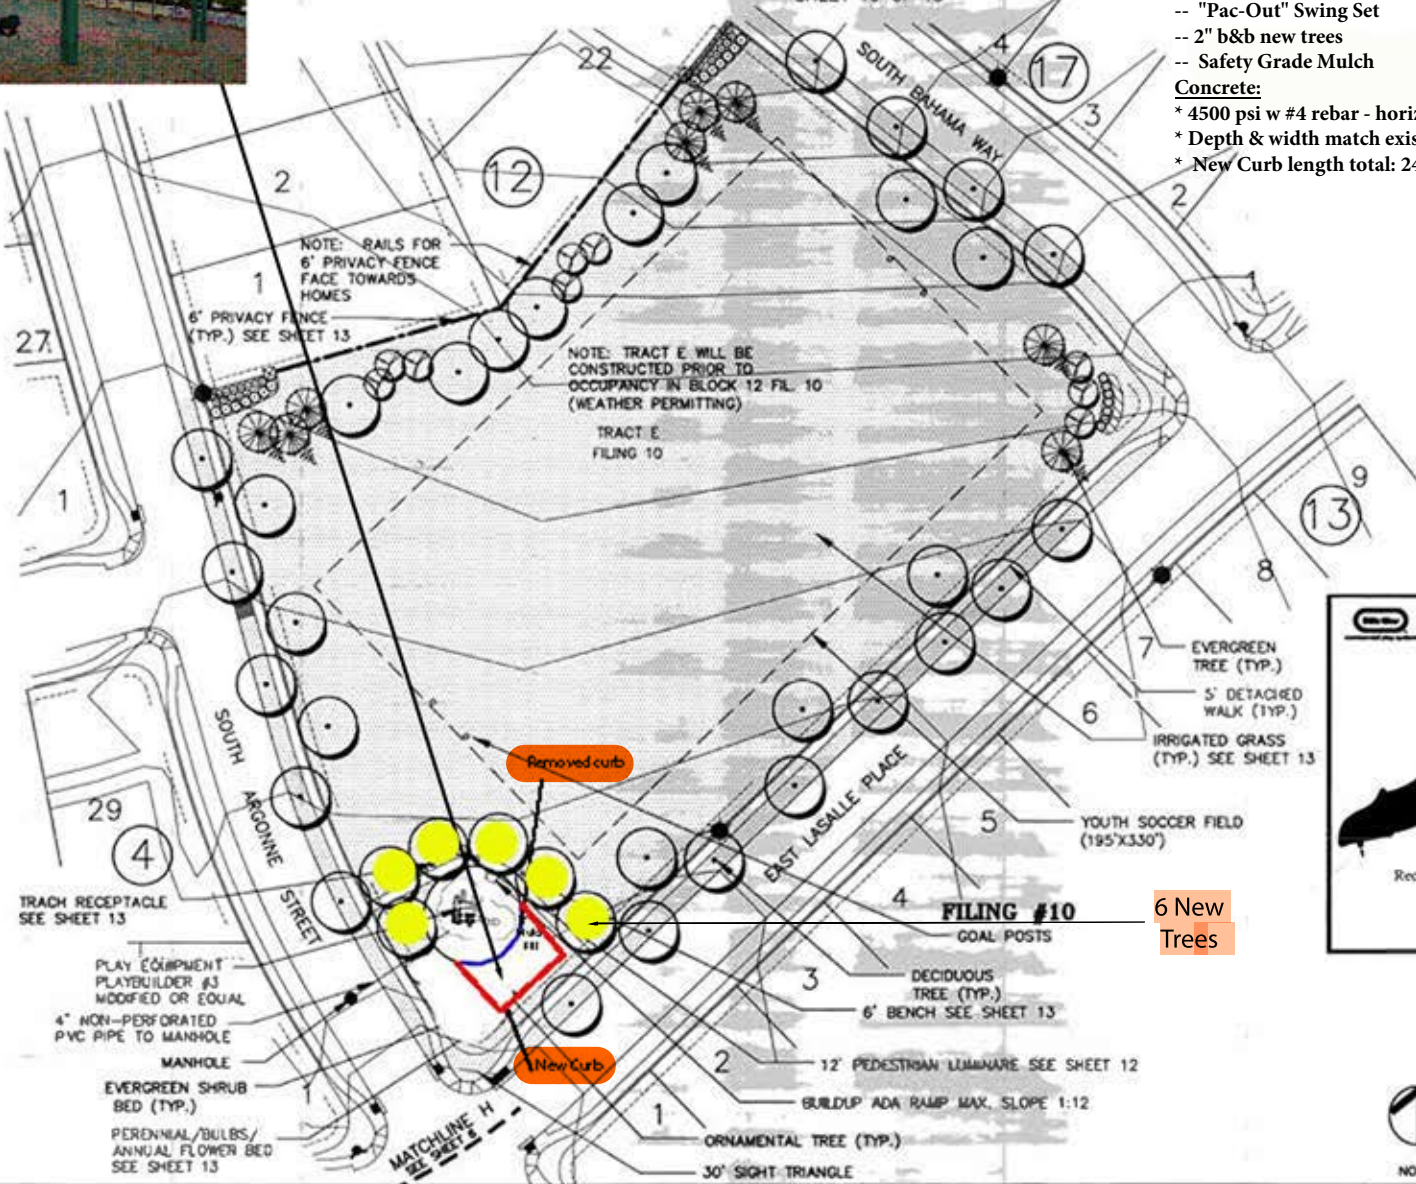 -- "Pac-Out" Swing Set
-- 2" b&b new trees
-- Safety Grade Mulch
Concrete:
* 4500 psi w #4 rebar - horiz
* Depth & width match exis
* New Curb length total: 24
22
SOUTH BAHAMA WAY
4
17
3
2
1
2
12
1
27
1
NOTE: RAILS FOR
6' PRIVACY FENCE
FACE TOWARDS
HOMES
6' PRIVACY FENCE
(TYP.) SEE SHEET 13
NOTE: TRACT E WILL BE
CONSTRUCTED PRIOR TO
OCCUPANCY IN BLOCK 12 FIL. 10
(WEATHER PERMITTING)
TRACT E
FILING 10
9
13
8
7
EVERGREEN
TREE (TYP.)
5' DETACHED
WALK (TYP.)
6
IRRIGATED GRASS
(TYP.) SEE SHEET 13
5
YOUTH SOCCER FIELD
(195'X330')
SOUTH ARGONNE STREET
Removed curb
EAST LASALLE PLACE
29
4
TRACH RECEPTACLE
SEE SHEET 13
4
FILING #10
GOAL POSTS
6 New
Trees
Rec
PLAY EQUIPMENT
PLAYBUILDER #3
MODIFIED OR EQUAL
3
DECIDUOUS
TREE (TYP.)
6' BENCH SEE SHEET 13
4" NON-PERFORATED
PVC PIPE TO MANHOLE
MANHOLE
New Curb
2
12' PEDESTRIAN LUMINARE SEE SHEET 12
EVERGREEN SHRUB
BED (TYP.)
1
1
BUILDUP ADA RAMP MAX. SLOPE 1:12
PERENNIAL/BULBS/
ANNUAL FLOWER BED
SEE SHEET 13
MATCHLINE H
ORNAMENTAL TREE (TYP.)
30' SIGHT TRIANGLE
NO